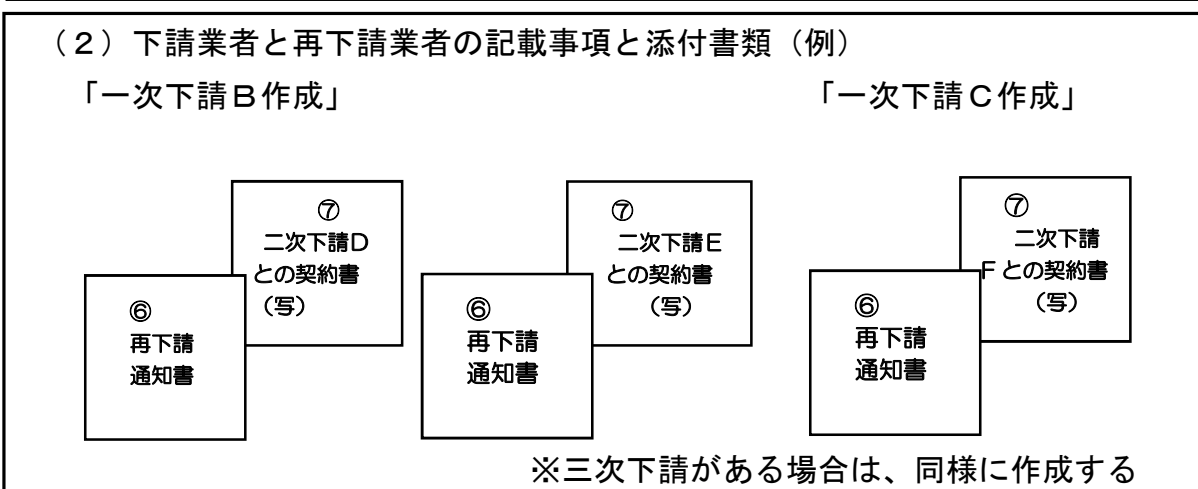 （２）下請業者と再下請業者の記載事項と添付書類（例）
「一次下請Ｂ作成」
「一次下請Ｃ作成」
⑦
二次下請D
との契約書
（写）
⑥
再下請
通知書
⑦
二次下請E
との契約書
（写）
⑥
再下請
通知書
⑦
二次下請
Fとの契約書
（写）
⑥
再下請
通知書
※三次下請がある場合は、同様に作成する